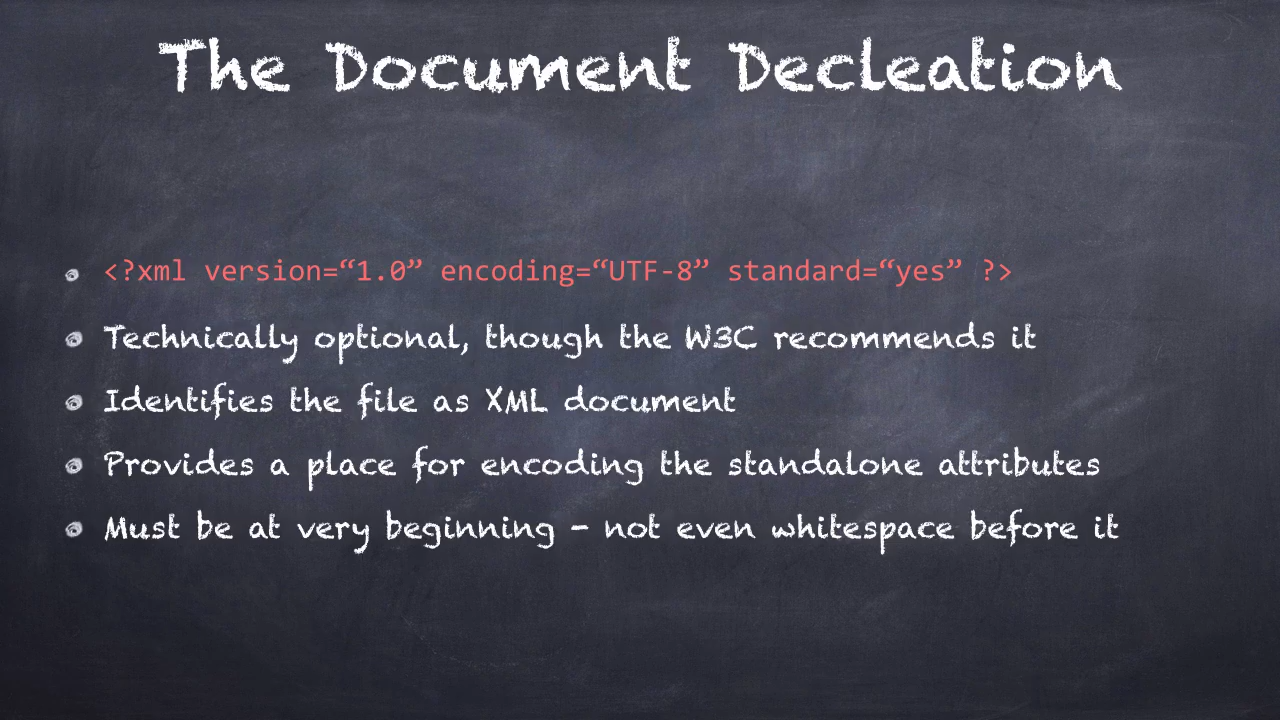 The Document Decleation
<?xml version=“1.0” encoding=“UTF-8” standard=“yes” ?>
Technically optional, though the W3C recommends it
Identifies the file as XML document
Provides a place for encoding the standalone attributes
Must be at very beginning - not even whitespace before it